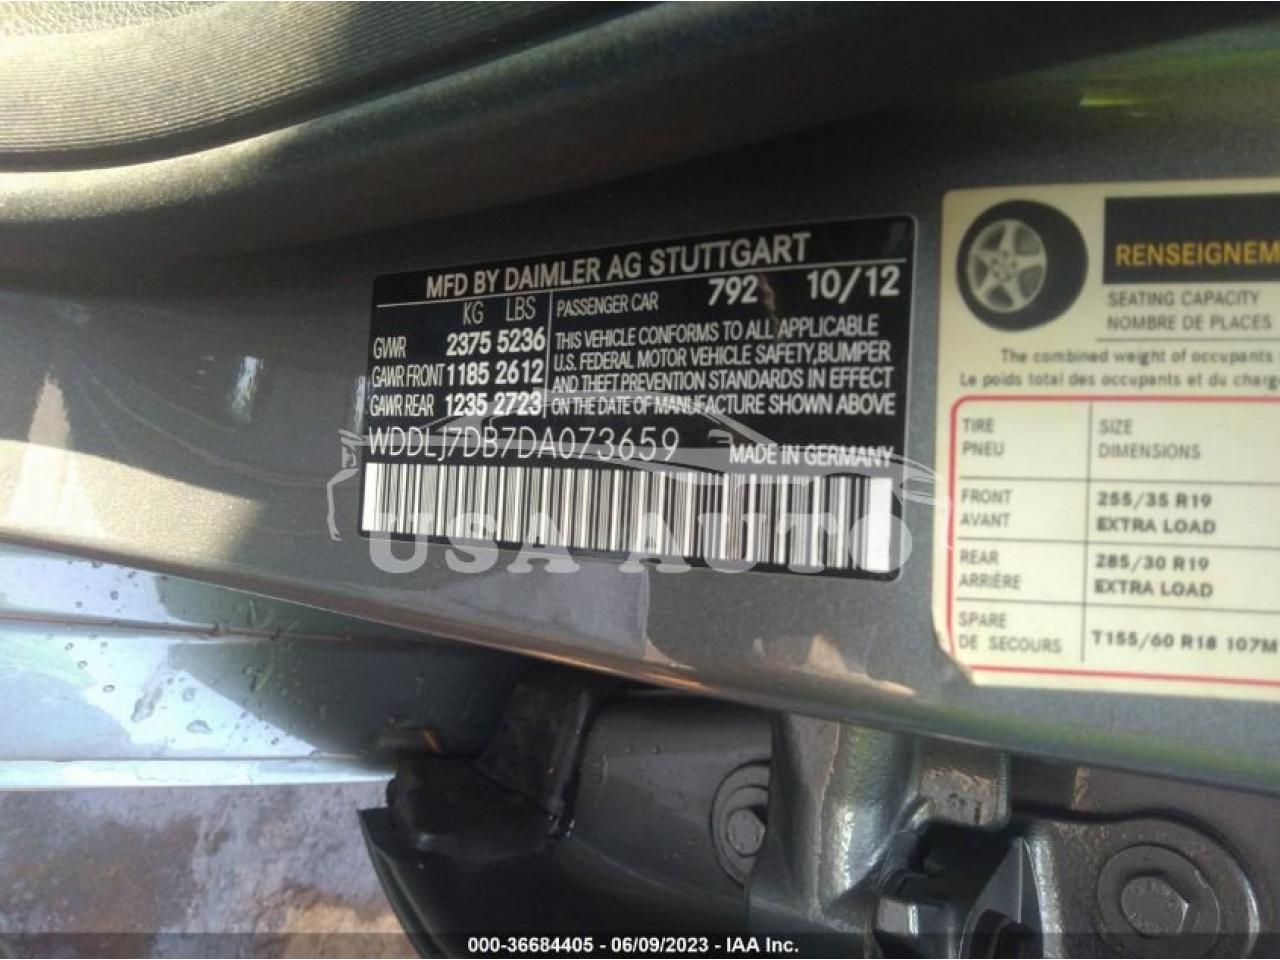 MFD BY DAIMLER AG STUTTGART
KG LBS
PASSENGER CAR 792 10/12
GVWR 2375 5236
GAWR FRONT 1185 2612
GAWR REAR 1235 2723
THIS VEHICLE CONFORMS TO ALL APPLICABLE
U.S. FEDERAL MOTOR VEHICLE SAFETY, BUMPER
AND THEFT PREVENTION STANDARDS IN EFFECT
ON THE DATE OF MANUFACTURE SHOWN ABOVE
WDDLJ7DB7DA073659
MADE IN GERMANY
USA AUTO
RENSEIGNEM
SEATING CAPACITY
NOMBRE DE PLACES
The combined weight of occupants
Le poids total des occupants et du charge
TIRE
PNEU
SIZE
DIMENSIONS
FRONT
AVANT
255/35 R19
EXTRA LOAD
REAR
ARRIÈRE
285/30 R19
EXTRA LOAD
SPARE
DE SECOURS
T155/60 R18 107M
000-36684405 - 06/09/2023 - IAA Inc.